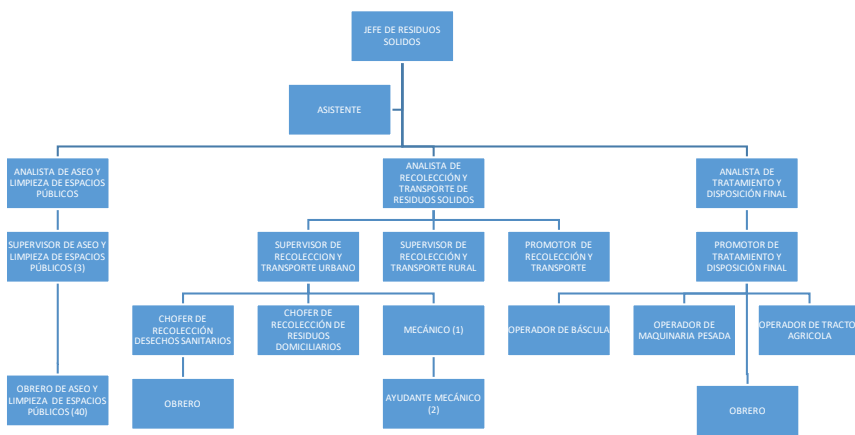 JEFE DE RESIDUOS
SOLIDOS
ASISTENTE
ANALISTA DE ASEO Y
LIMPIEZA DE ESPACIOS
PÚBLICOS
ANALISTA DE
RECOLECCIÓN Y
TRANSPORTE DE
RESIDUOS SOLIDOS
ANALISTA DE
TRATAMIENTO Y
DISPOSICIÓN FINAL
SUPERVISOR DE ASEO Y
LIMPIEZA DE ESPACIOS
PÚBLICOS (3)
SUPERVISOR DE
RECOLECCION Y
TRANSPORTE URBANO
SUPERVISOR DE
RECOLECCIÓN Y
TRANSPORTE RURAL
PROMOTOR DE
RECOLECCIÓN Y
TRANSPORTE
PROMOTOR DE
TRATAMIENTO Y
DISPOSICIÓN FINAL
CHOFER DE
RECOLECCIÓN
DESECHOS SANITARIOS
CHOFER DE
RECOLECCIÓN DE
RESIDUOS
DOMICILIARIOS
MECÁNICO (1)
OPERADOR DE BÁSCULA
OPERADOR DE
MAQUINARIA PESADA
OPERADOR DE TRACTO
AGRICOLA
OBRERO DE ASEO Y
LIMPIEZA DE ESPACIOS
PÚBLICOS (40)
OBRERO
AYUDANTE MECÁNICO
(2)
OBRERO